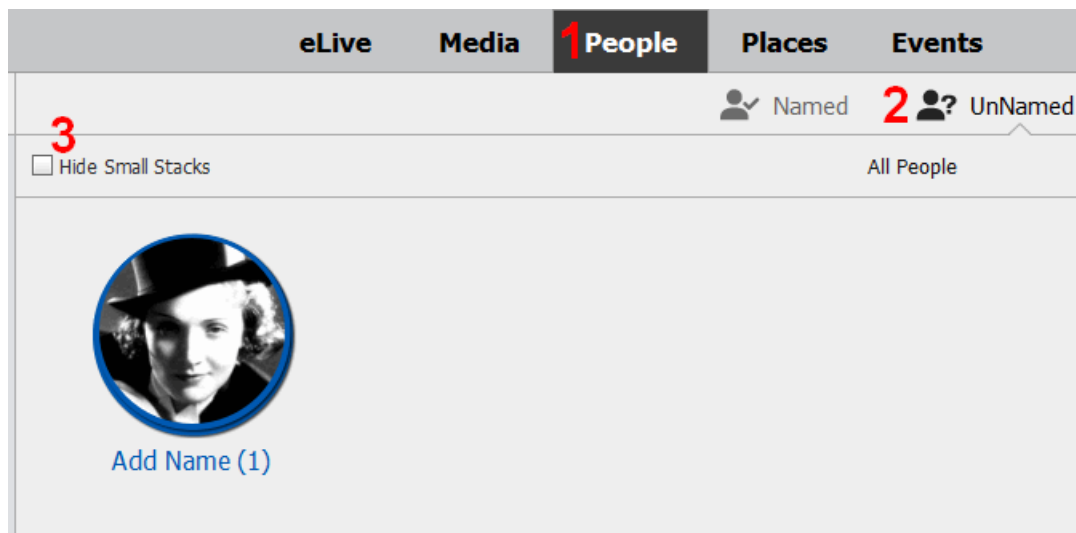 eLive Media 1 People Places Events
Named 2 ? UnNamed
3
Hide Small Stacks All People
Add Name (1)